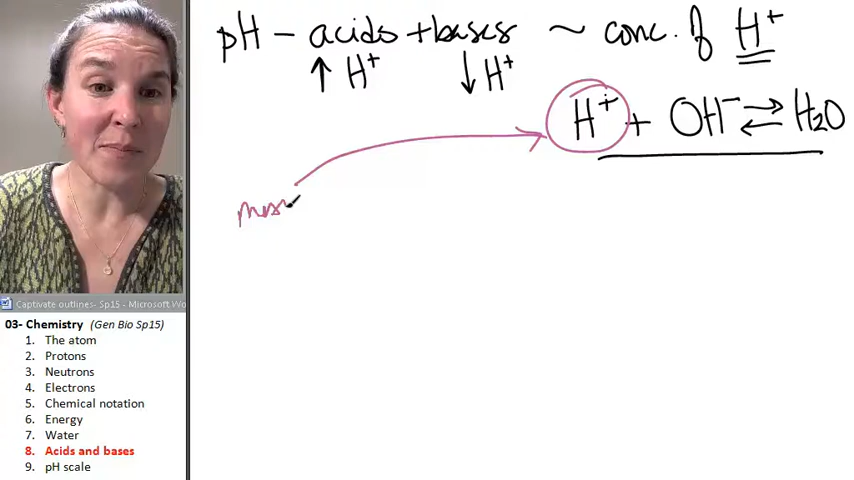 pH - acids + bases ~ conc. of H⁺
↑ H⁺ ↓ H⁺
H⁺ + OH⁻ ⇌ H₂O
Captivate outlines- Sp15 - Microsoft Wo
03- Chemistry (Gen Bio Sp15)
1. The atom
2. Protons
3. Neutrons
4. Electrons
5. Chemical notation
6. Energy
7. Water
8. Acids and bases
9. pH scale